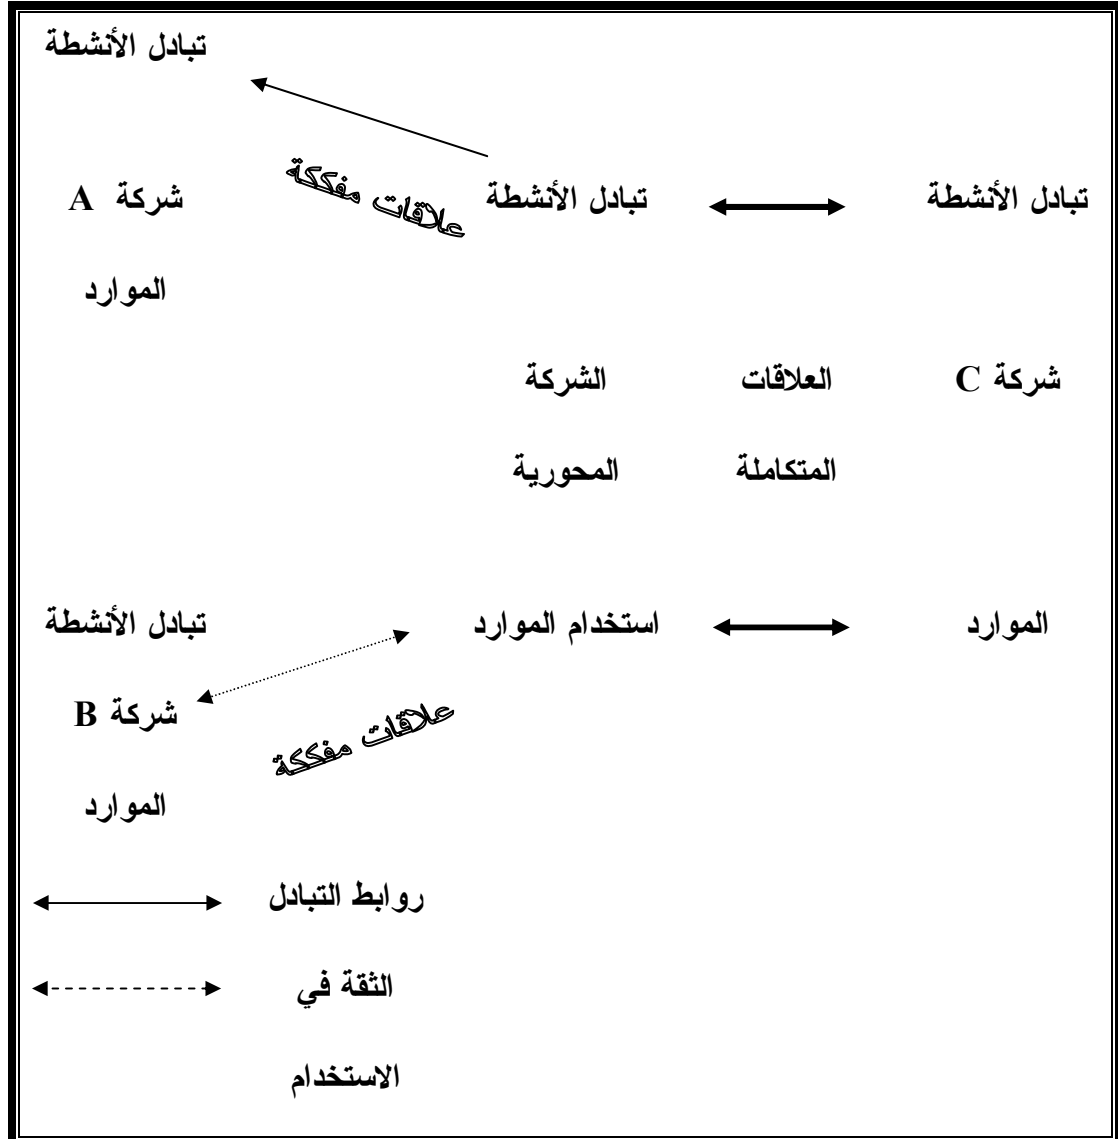 تبادل الأنشطة
تبادل الأنشطة
تبادل الأنشطة
علاقات مفككة
شركة A
الموارد
شركة C
العلاقات
الشركة
المتكاملة
المحورية
الموارد
استخدام الموارد
تبادل الأنشطة
شركة B
علاقات مفككة
الموارد
روابط التبادل
الثقة في
الاستخدام